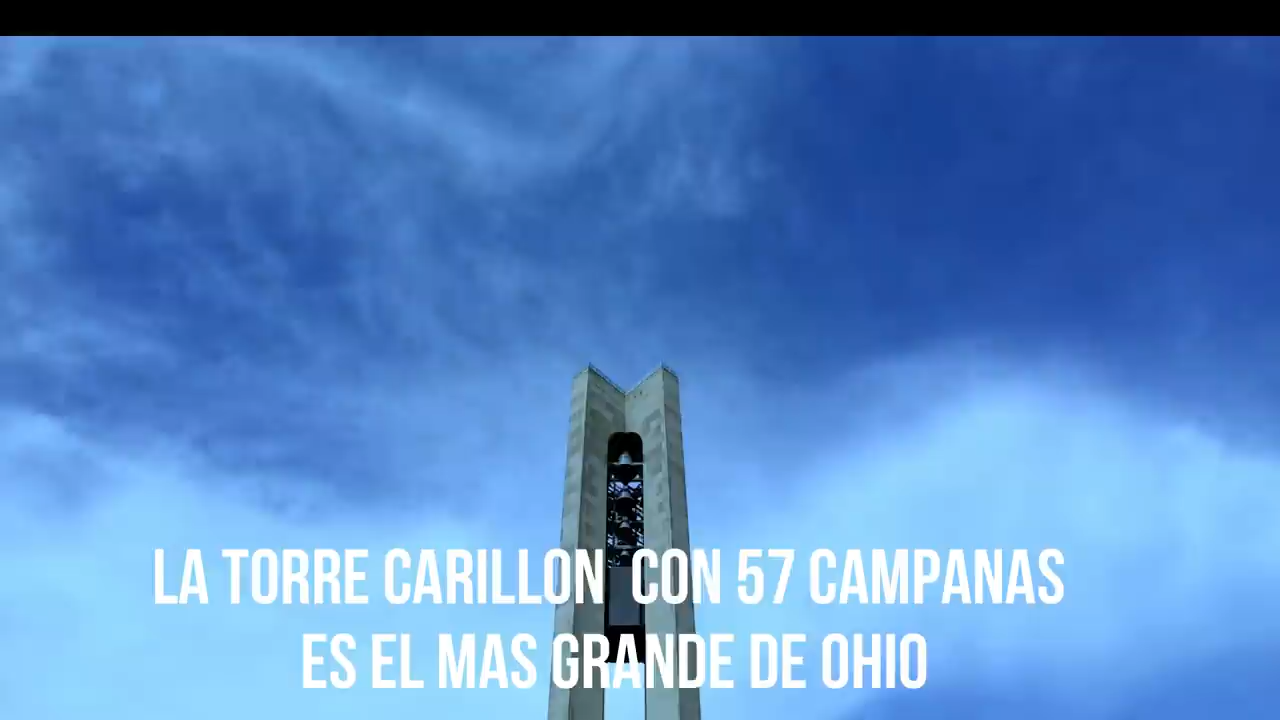 LA TORRE CARILLON CON 57 CAMPANAS
ES EL MAS GRANDE DE OHIO